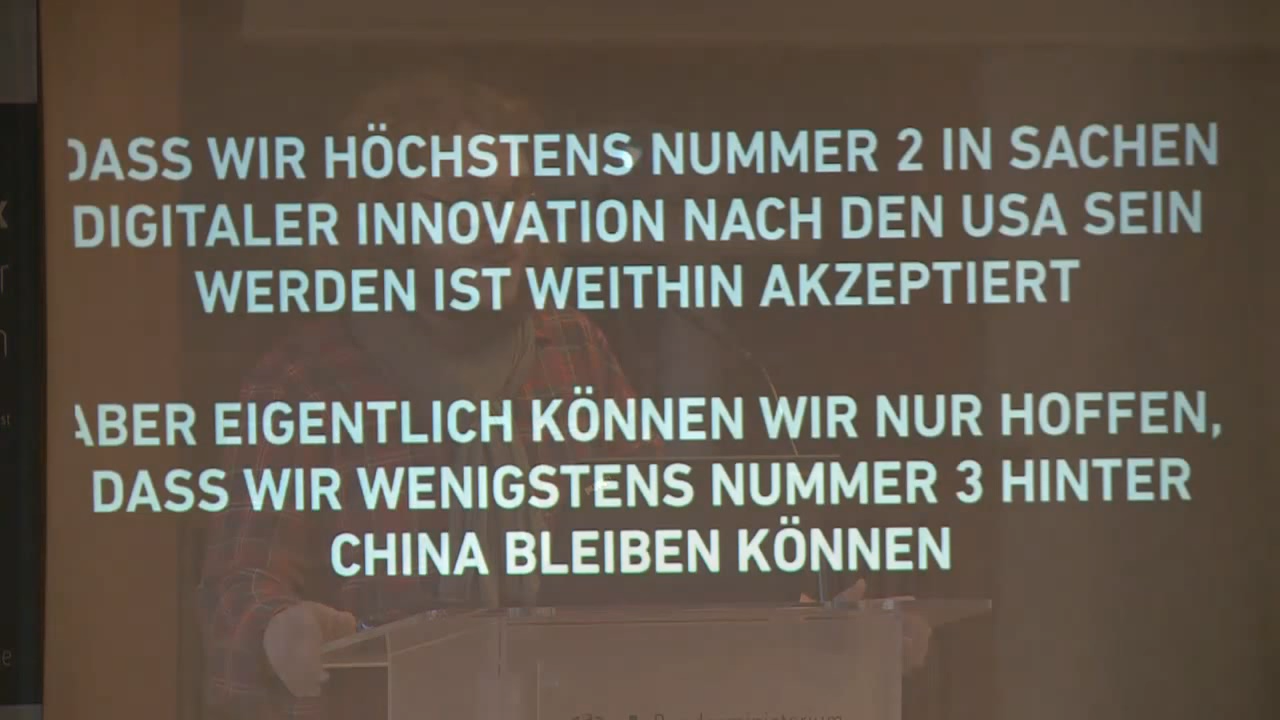 DASS WIR HÖCHSTENS NUMMER 2 IN SACHEN
DIGITALER INNOVATION NACH DEN USA SEIN
WERDEN IST WEITHIN AKZEPTIERT
ABER EIGENTLICH KÖNNEN WIR NUR HOFFEN,
DASS WIR WENIGSTENS NUMMER 3 HINTER
CHINA BLEIBEN KÖNNEN